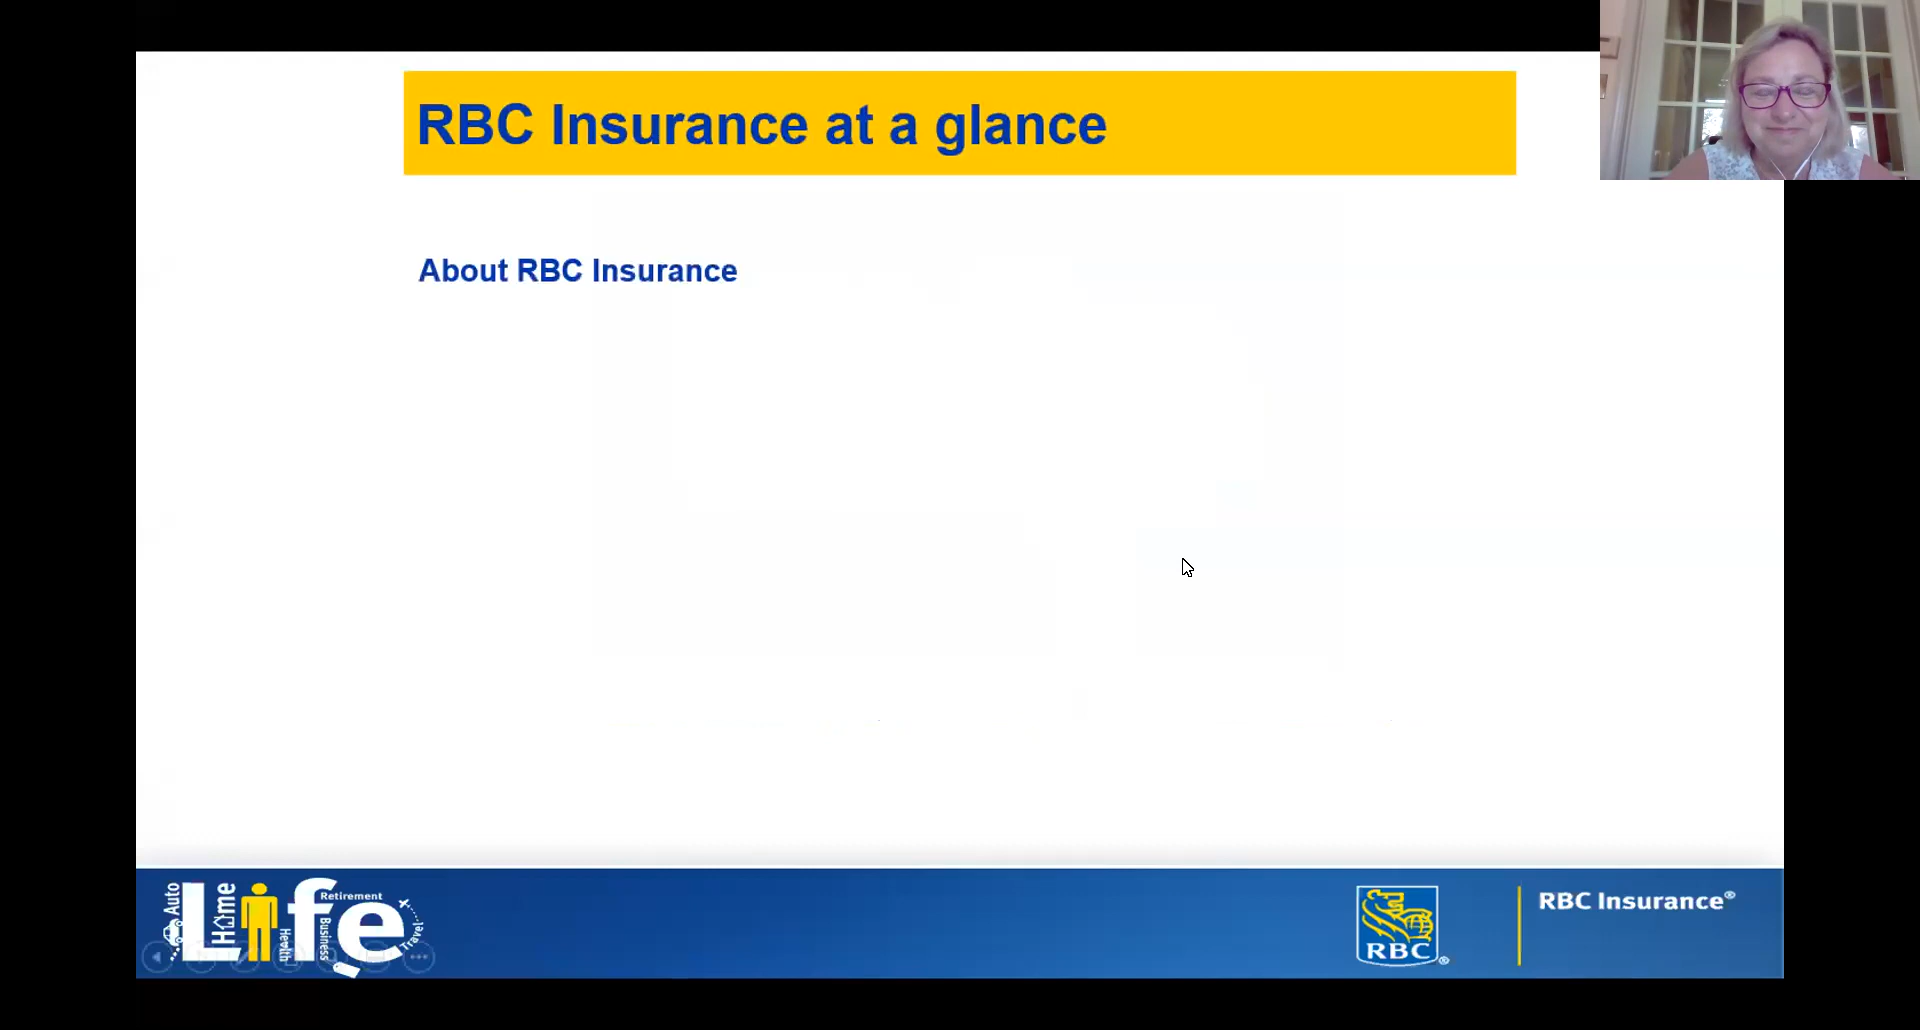 RBC Insurance at a glance
About RBC Insurance
Auto
Home
Life
Retirement
Health
Business
Travel
RBC®
RBC Insurance®